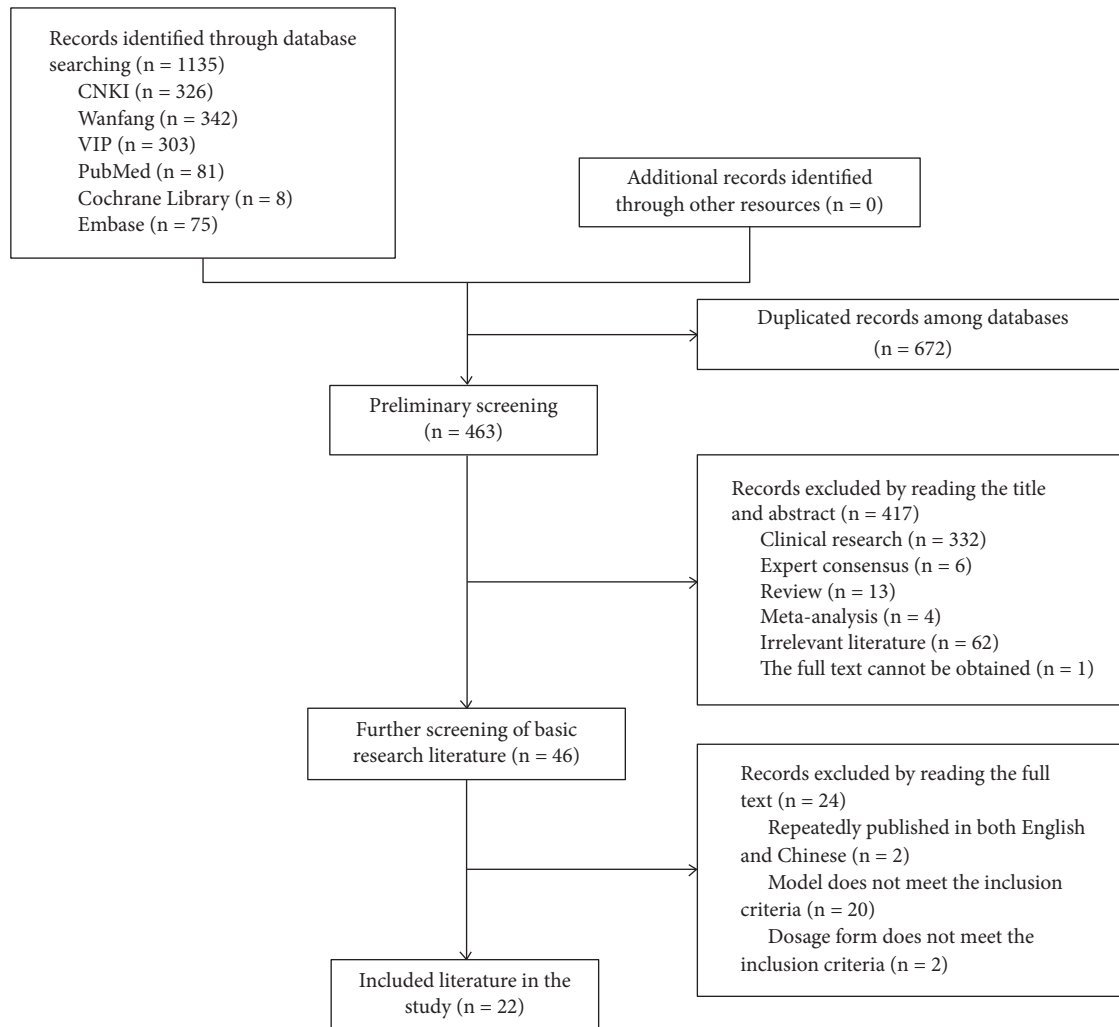 Records identified through database
searching (n = 1135)
CNKI (n = 326)
Wanfang (n = 342)
VIP (n = 303)
PubMed (n = 81)
Cochrane Library (n = 8)
Embase (n = 75)
Additional records identified
through other resources (n = 0)
Duplicated records among databases
(n = 672)
Preliminary screening
(n = 463)
Records excluded by reading the title
and abstract (n = 417)
Clinical research (n = 332)
Expert consensus (n = 6)
Review (n = 13)
Meta-analysis (n = 4)
Irrelevant literature (n = 62)
The full text cannot be obtained (n = 1)
Further screening of basic
research literature (n = 46)
Records excluded by reading the full
text (n = 24)
Repeatedly published in both English
and Chinese (n = 2)
Model does not meet the inclusion
criteria (n = 20)
Dosage form does not meet the
inclusion criteria (n = 2)
Included literature in the
study (n = 22)